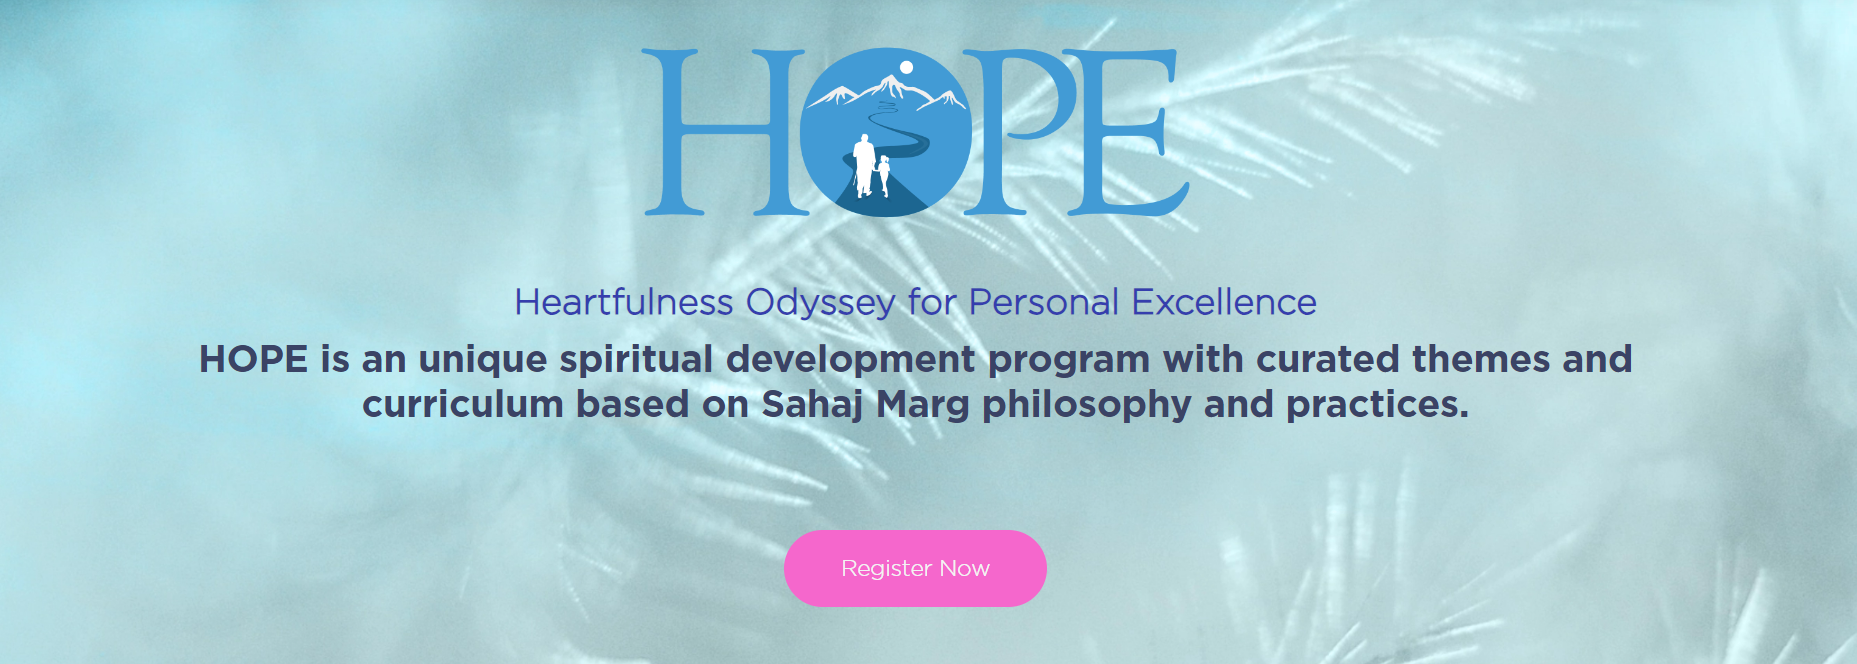 HOPE
Heartfulness Odyssey for Personal Excellence
HOPE is an unique spiritual development program with curated themes and
curriculum based on Sahaj Marg philosophy and practices.
Register Now